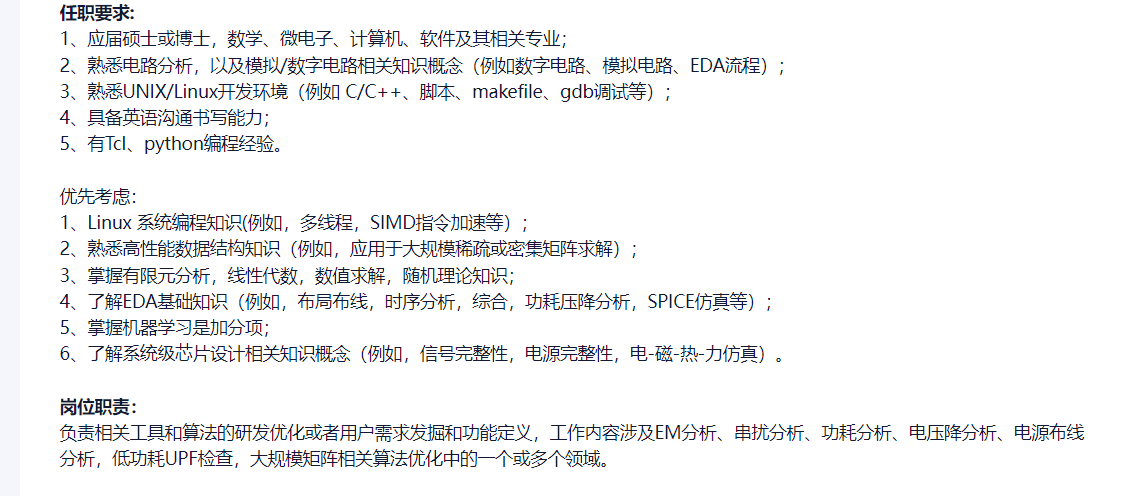 任职要求:
1、应届硕士或博士，数学、微电子、计算机、软件及其相关专业；
2、熟悉电路分析，以及模拟/数字电路相关知识概念（例如数字电路、模拟电路、EDA流程）；
3、熟悉UNIX/Linux开发环境（例如 C/C++、脚本、makefile、gdb调试等）；
4、具备英语沟通书写能力；
5、有Tcl、python编程经验。
优先考虑：
1、Linux 系统编程知识(例如，多线程，SIMD指令加速等）；
2、熟悉高性能数据结构知识（例如，应用于大规模稀疏或密集矩阵求解）；
3、掌握有限元分析，线性代数，数值求解，随机理论知识；
4、了解EDA基础知识（例如，布局布线，时序分析，综合，功耗压降分析，SPICE仿真等）；
5、掌握机器学习是加分项；
6、了解系统级芯片设计相关知识概念（例如，信号完整性，电源完整性，电-磁-热-力仿真）。
岗位职责：
负责相关工具和算法的研发优化或者用户需求发掘和功能定义，工作内容涉及EM分析、串扰分析、功耗分析、电压降分析、电源布线
分析，低功耗UPF检查，大规模矩阵相关算法优化中的一个或多个领域。